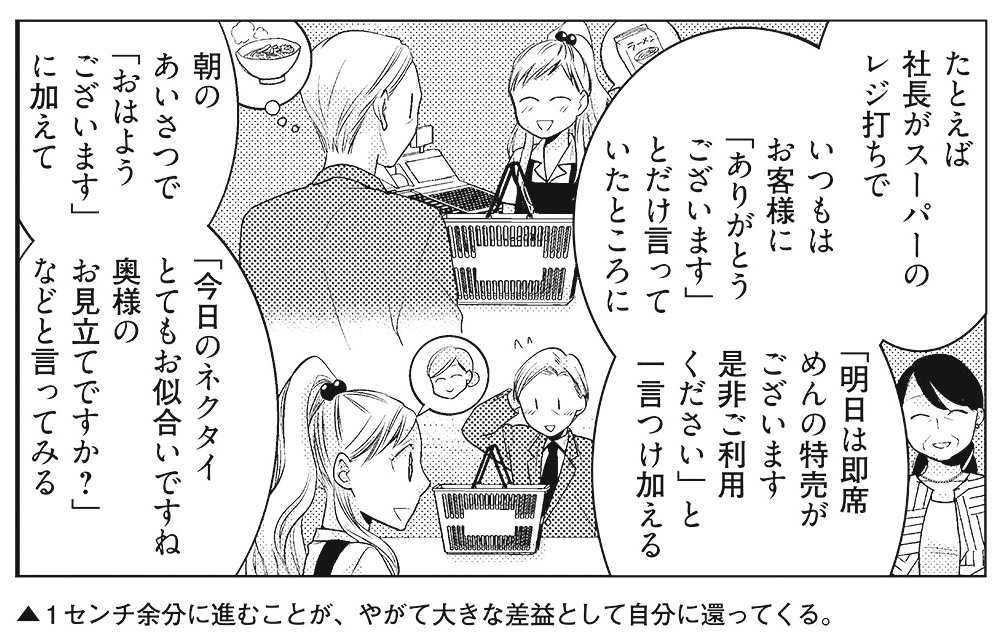 たとえば
社長がスーパーの
レジ打ちで
いつもは
お客様に
「ありがとう
ございます」
とだけ言って
いたところに
「明日は即席
めんの特売が
ございます
是非ご利用
ください」と
一言つけ加える
ラーメン
朝の
あいさつで
「おはよう
ございます」
に加えて
「今日のネクタイ
とてもお似合いですね
奥様の
お見立てですか?」
などと言ってみる
▲1センチ余分に進むことが、やがて大きな差益として自分に還ってくる。